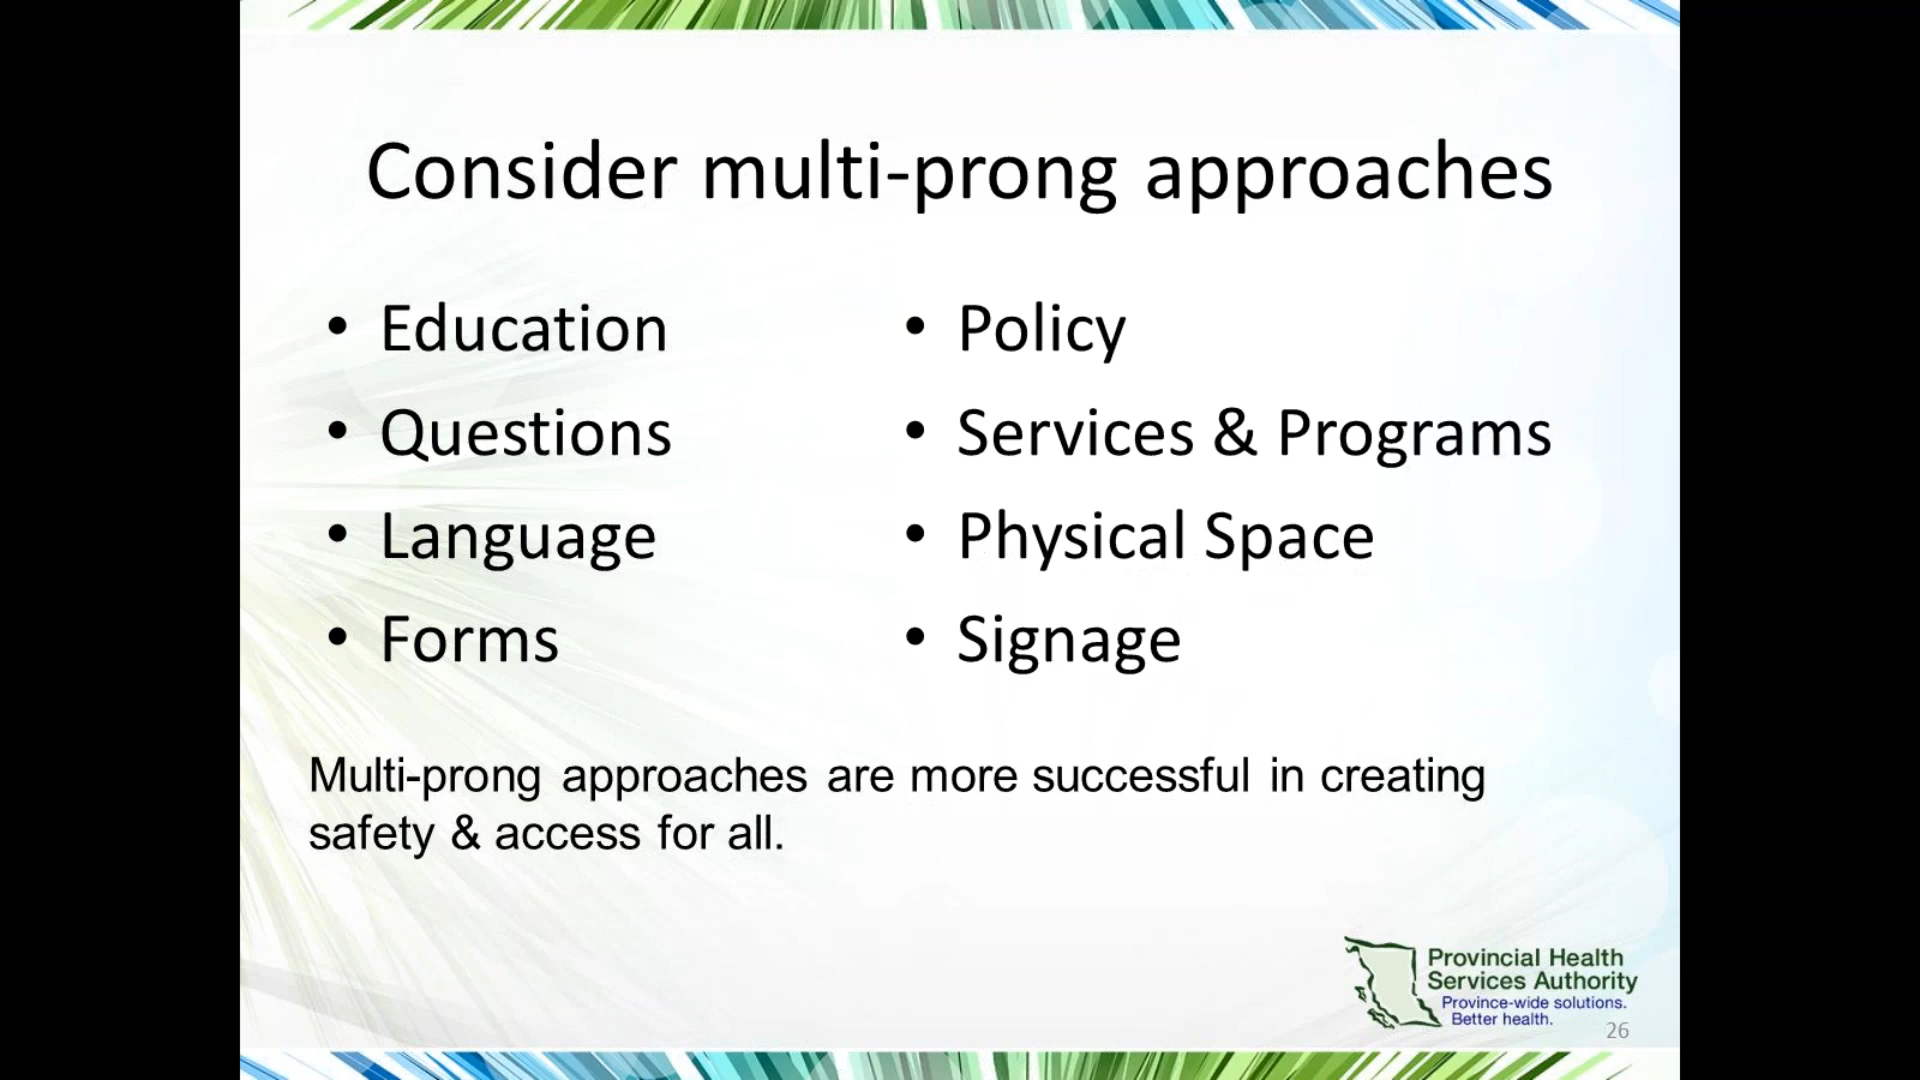 Consider multi-prong approaches
• Education
• Questions
• Language
• Forms
• Policy
• Services & Programs
• Physical Space
• Signage
Multi-prong approaches are more successful in creating
safety & access for all.
Provincial Health
Services Authority
Province-wide solutions.
Better health.
26